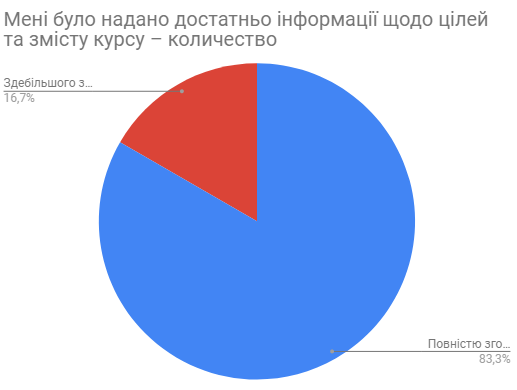 Мені було надано достатньо інформації щодо цілей
та змісту курсу – количество
Здебільшого з…
16,7%
Повністю зго…
83,3%